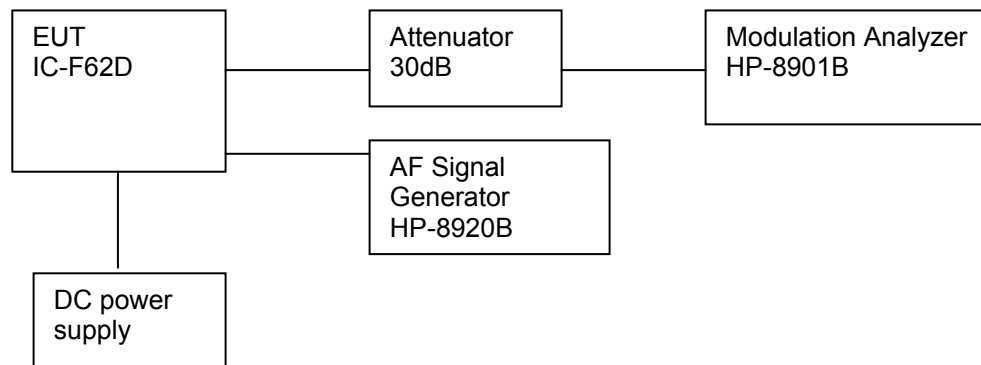 EUT
IC-F62D
Attenuator
30dB
Modulation Analyzer
HP-8901B
AF Signal
Generator
HP-8920B
DC power
supply